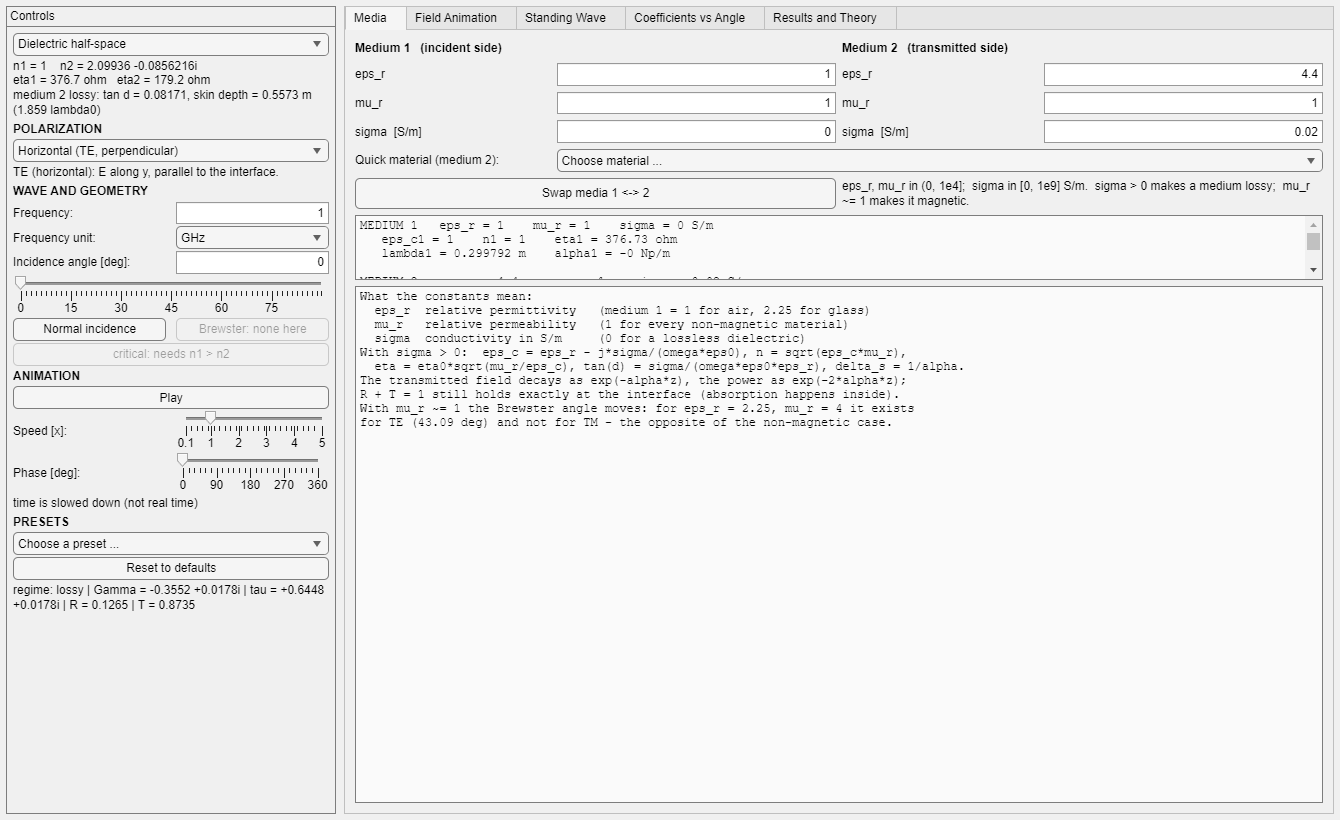 Controls
Dielectric half-space
n1 = 1    n2 = 2.09936 -0.0856216i
eta1 = 376.7 ohm   eta2 = 179.2 ohm
medium 2 lossy: tan d = 0.08171, skin depth = 0.5573 m
(1.859 lambda0)
POLARIZATION
Horizontal (TE, perpendicular)
TE (horizontal): E along y, parallel to the interface.
WAVE AND GEOMETRY
Frequency:
1
Frequency unit:
GHz
Incidence angle [deg]:
0
0 15 30 45 60 75
Normal incidence
Brewster: none here
critical: needs n1 > n2
ANIMATION
Play
Speed [x]:
0.1 1 2 3 4 5
Phase [deg]:
0 90 180 270 360
time is slowed down (not real time)
PRESETS
Choose a preset ...
Reset to defaults
regime: lossy | Gamma = -0.3552 +0.0178i | tau = +0.6448
+0.0178i | R = 0.1265 | T = 0.8735
Media
Field Animation
Standing Wave
Coefficients vs Angle
Results and Theory
Medium 1   (incident side)
Medium 2   (transmitted side)
eps_r
1
eps_r
4.4
mu_r
1
mu_r
1
sigma  [S/m]
0
sigma  [S/m]
0.02
Quick material (medium 2):
Choose material ...
Swap media 1 <-> 2
eps_r, mu_r in (0, 1e4];  sigma in [0, 1e9] S/m.  sigma > 0 makes a medium lossy;  mu_r
~= 1 makes it magnetic.
MEDIUM 1   eps_r = 1    mu_r = 1    sigma = 0 S/m
   eps_c1 = 1    n1 = 1    eta1 = 376.73 ohm
   lambda1 = 0.299792 m    alpha1 = -0 Np/m
What the constants mean:
  eps_r  relative permittivity   (medium 1 = 1 for air, 2.25 for glass)
  mu_r   relative permeability   (1 for every non-magnetic material)
  sigma  conductivity in S/m     (0 for a lossless dielectric)
With sigma > 0:  eps_c = eps_r - j*sigma/(omega*eps0), n = sqrt(eps_c*mu_r),
  eta = eta0*sqrt(mu_r/eps_c), tan(d) = sigma/(omega*eps0*eps_r), delta_s = 1/alpha.
The transmitted field decays as exp(-alpha*z), the power as exp(-2*alpha*z);
R + T = 1 still holds exactly at the interface (absorption happens inside).
With mu_r ~= 1 the Brewster angle moves: for eps_r = 2.25, mu_r = 4 it exists
for TE (43.09 deg) and not for TM - the opposite of the non-magnetic case.